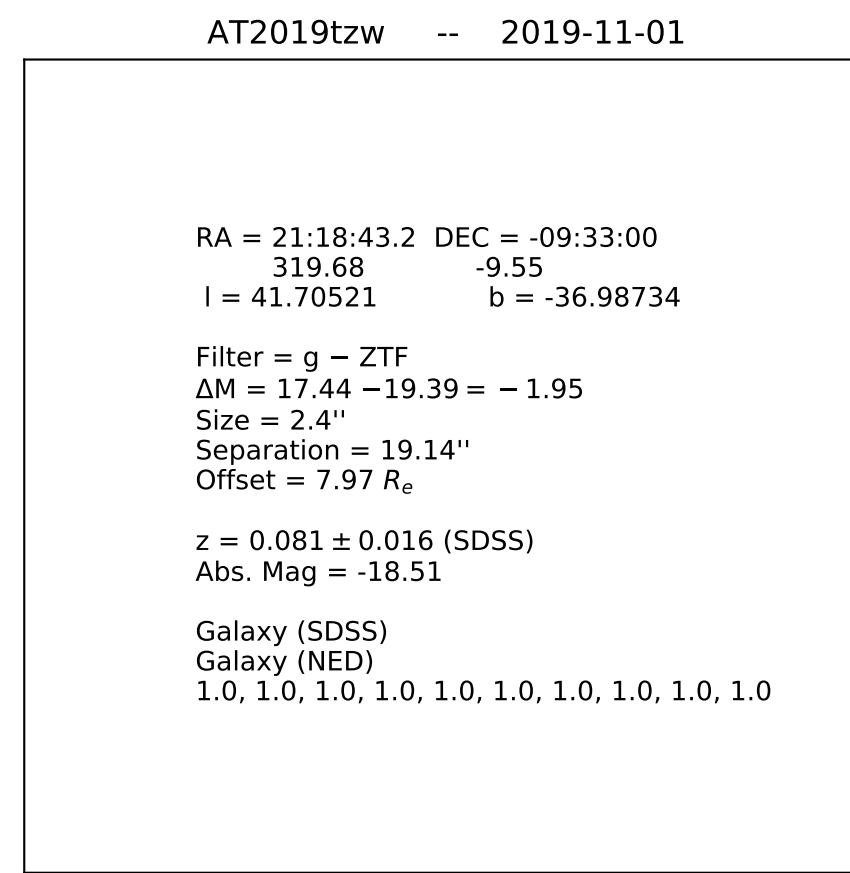 AT2019tzw -- 2019-11-01
RA = 21:18:43.2 DEC = -09:33:00
319.68 -9.55
l = 41.70521 b = -36.98734
Filter = g − ZTF
ΔM = 17.44 −19.39 = − 1.95
Size = 2.4''
Separation = 19.14''
Offset = 7.97 Rₑ
z = 0.081 ± 0.016 (SDSS)
Abs. Mag = -18.51
Galaxy (SDSS)
Galaxy (NED)
1.0, 1.0, 1.0, 1.0, 1.0, 1.0, 1.0, 1.0, 1.0, 1.0